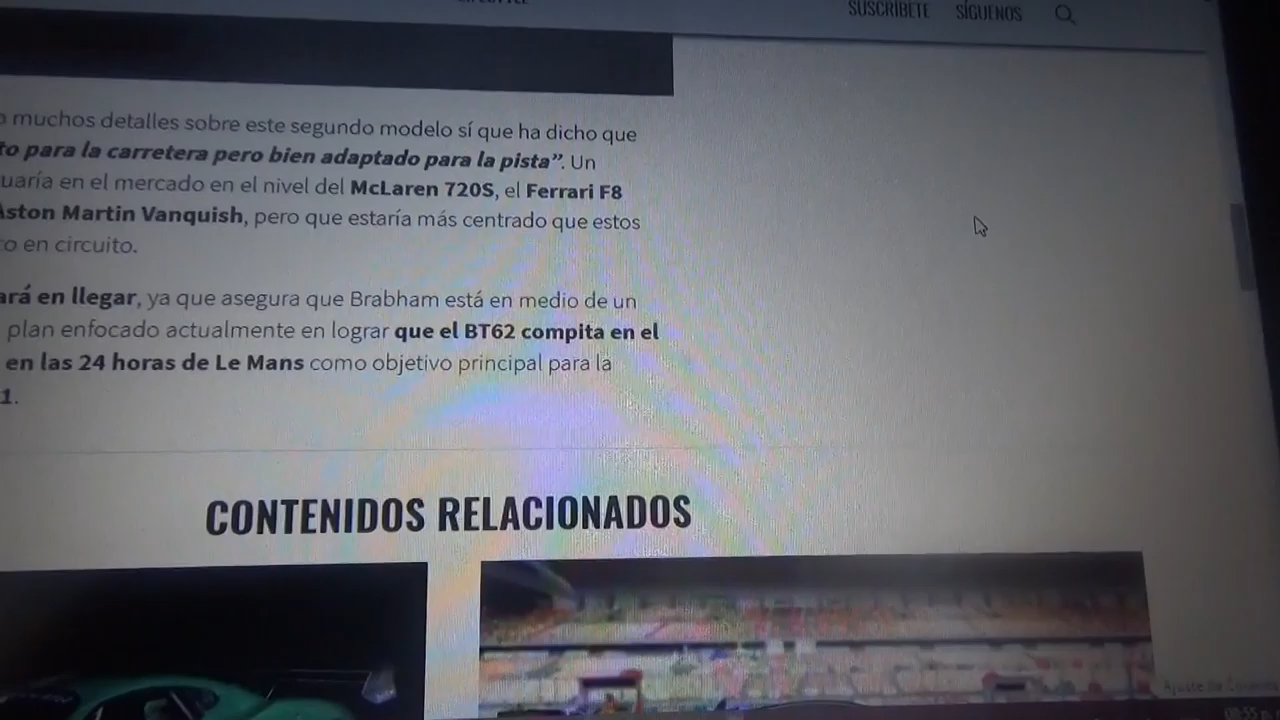 SUSCRÍBETE SÍGUENOS
muchos detalles sobre este segundo modelo sí que ha dicho que
para la carretera pero bien adaptado para la pista”. Un
en el mercado en el nivel del McLaren 720S, el Ferrari F8
Aston Martin Vanquish, pero que estaría más centrado que estos
en circuito.
en llegar, ya que asegura que Brabham está en medio de un
plan enfocado actualmente en lograr que el BT62 compita en el
en las 24 horas de Le Mans como objetivo principal para la
1.
CONTENIDOS RELACIONADOS